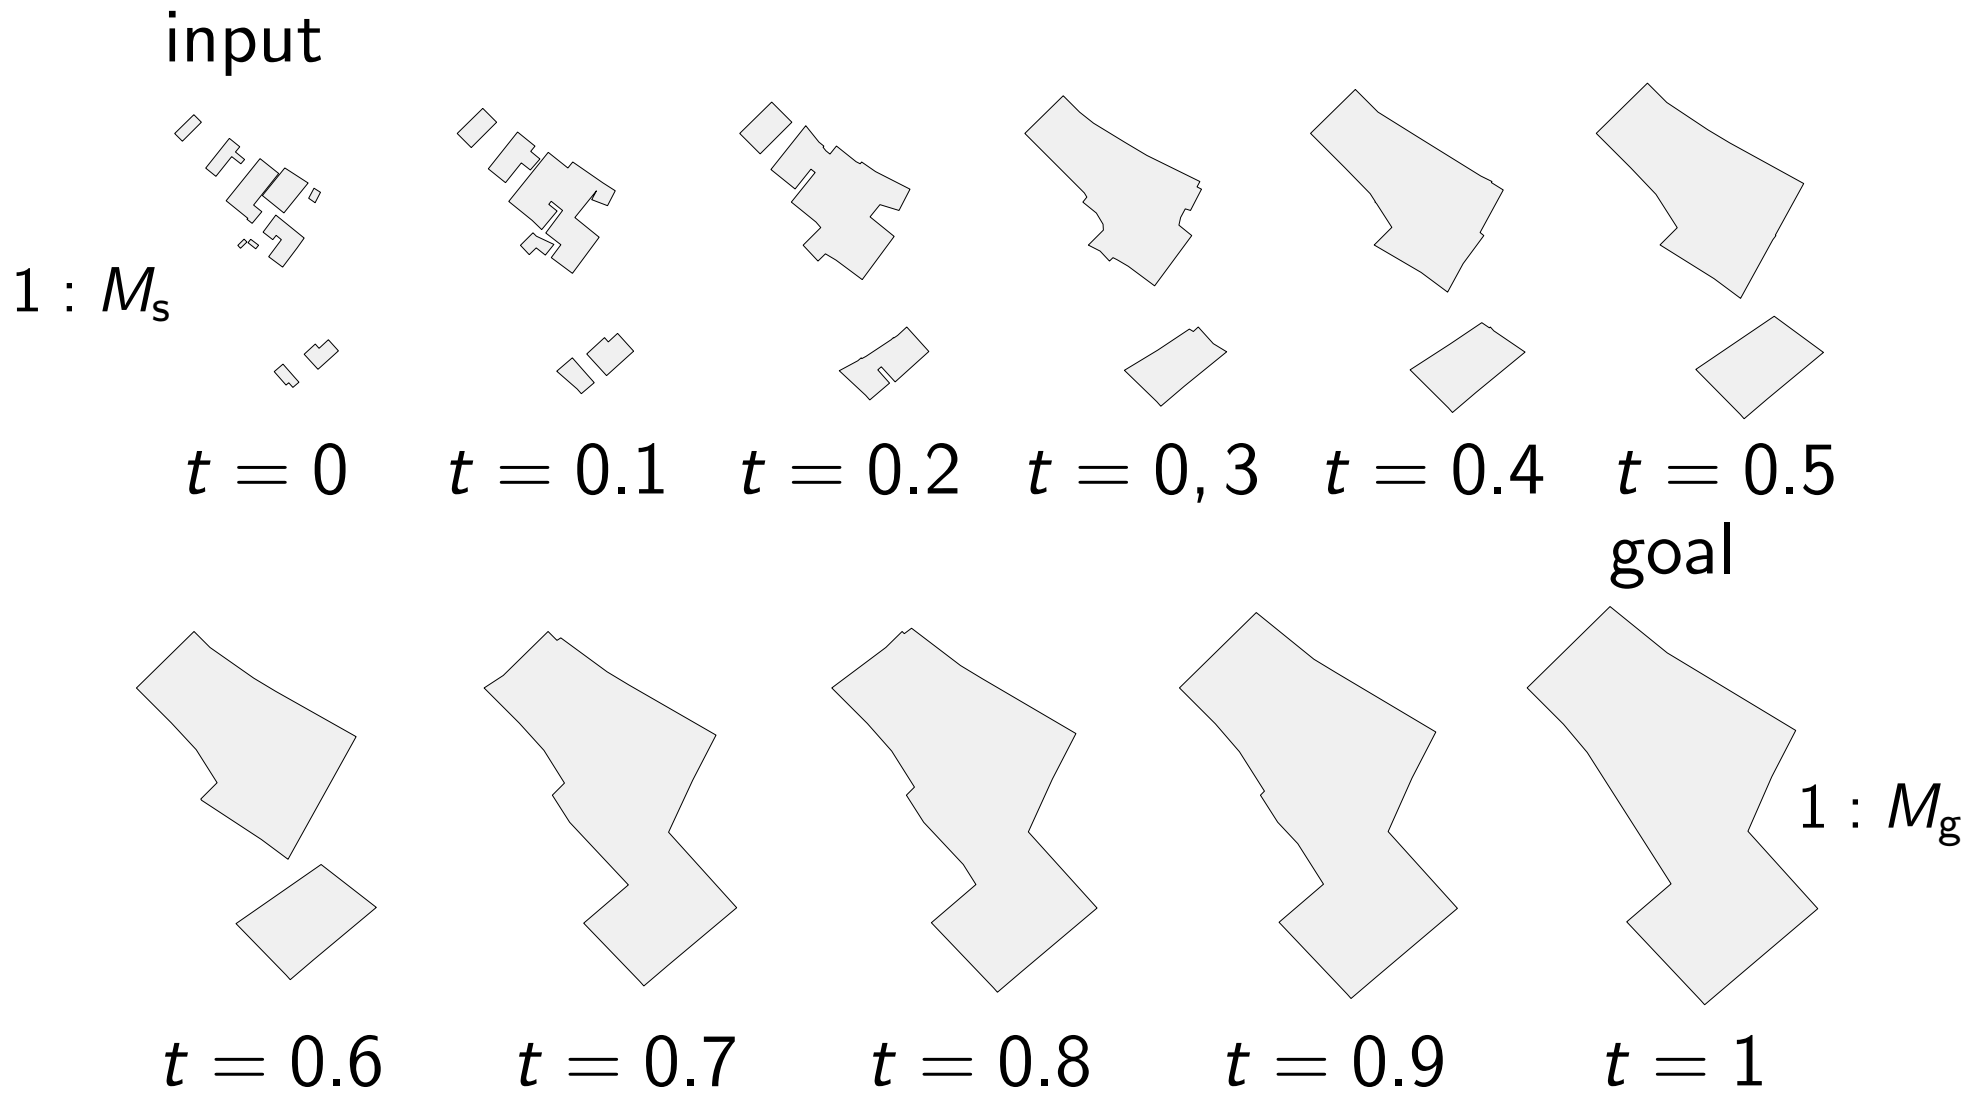 input
1 : Ms
t = 0
t = 0.1
t = 0.2
t = 0, 3
t = 0.4
t = 0.5
goal
1 : Mg
t = 0.6
t = 0.7
t = 0.8
t = 0.9
t = 1